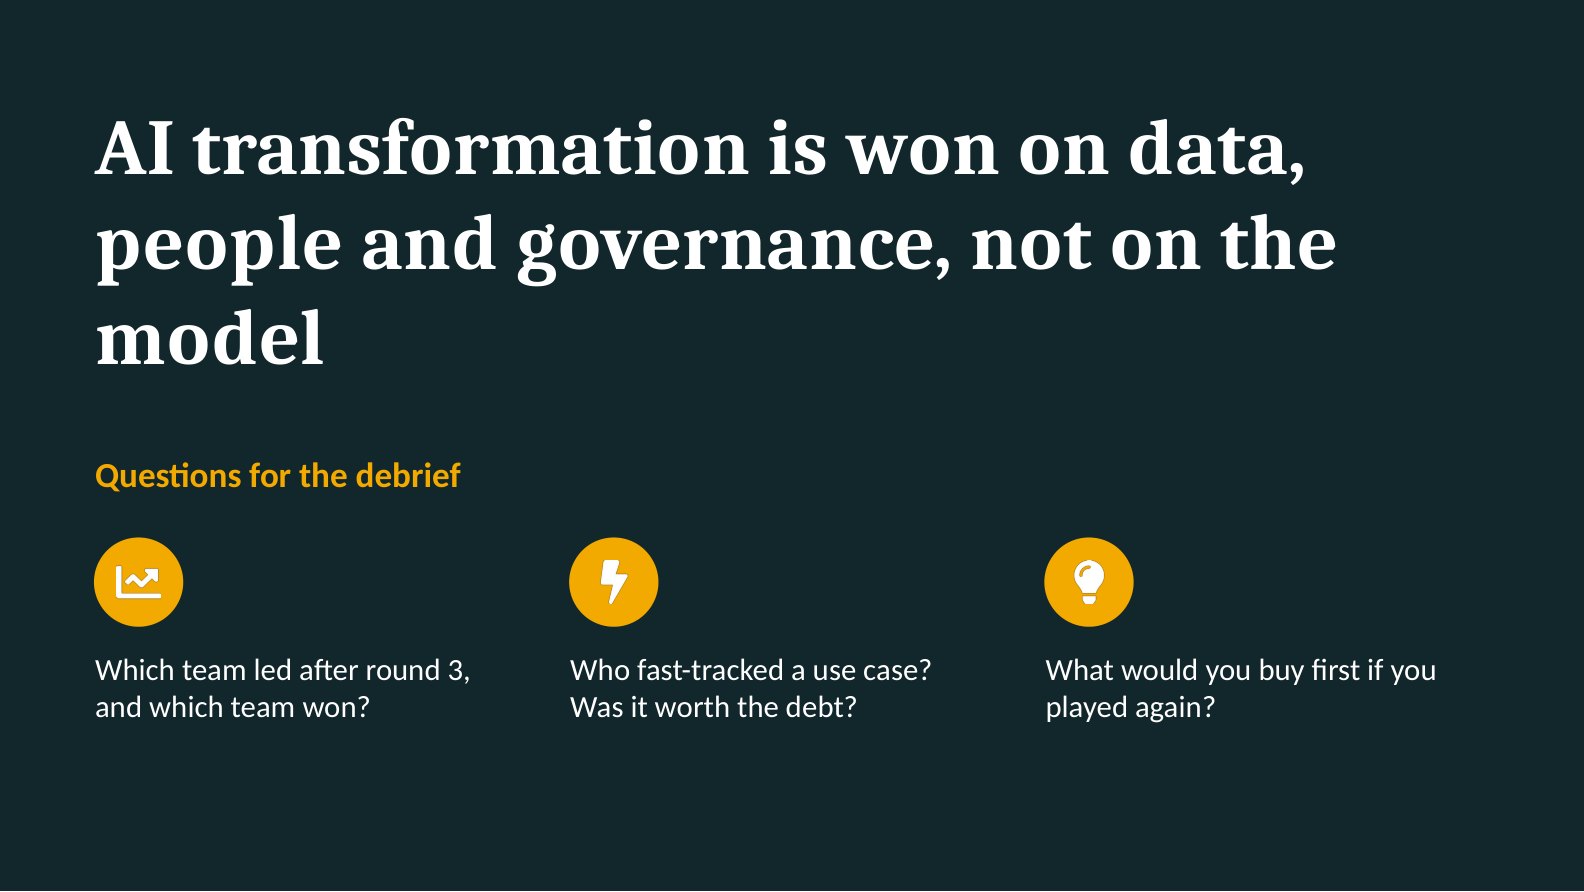 AI transformation is won on data,
people and governance, not on the
model
Questions for the debrief
Which team led after round 3,
and which team won?
Who fast-tracked a use case?
Was it worth the debt?
What would you buy first if you
played again?